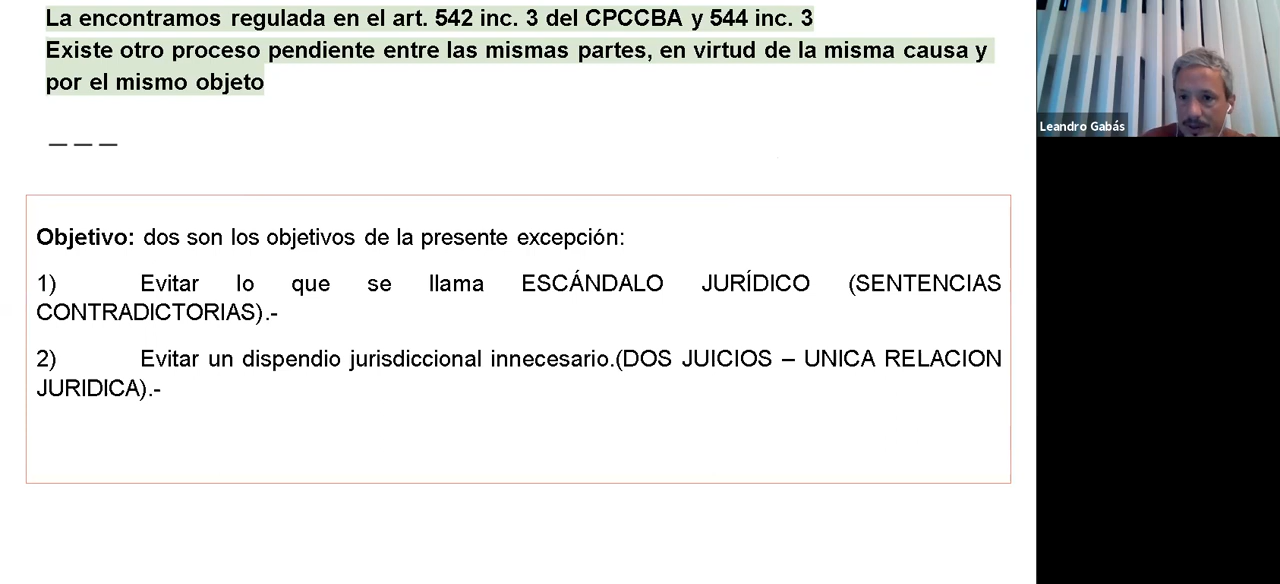 La encontramos regulada en el art. 542 inc. 3 del CPCCBA y 544 inc. 3
Existe otro proceso pendiente entre las mismas partes, en virtud de la misma causa y
por el mismo objeto
Leandro Gabás
Objetivo: dos son los objetivos de la presente excepción:
1) Evitar lo que se llama ESCÁNDALO JURÍDICO (SENTENCIAS
CONTRADICTORIAS).-
2) Evitar un dispendio jurisdiccional innecesario.(DOS JUICIOS – UNICA RELACION
JURIDICA).-